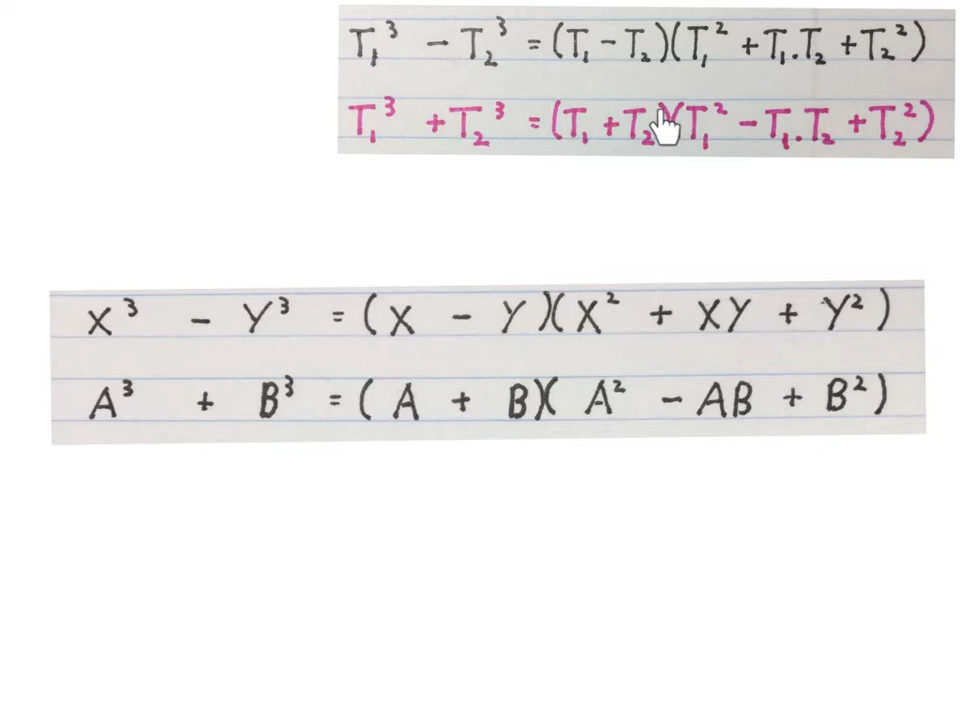 T₁³ - T₂³ = (T₁ - T₂)(T₁² + T₁.T₂ + T₂²)
T₁³ + T₂³ = (T₁ + T₂)(T₁² - T₁.T₂ + T₂²)
X³ - Y³ = (X - Y)(X² + XY + Y²)
A³ + B³ = (A + B)(A² - AB + B²)